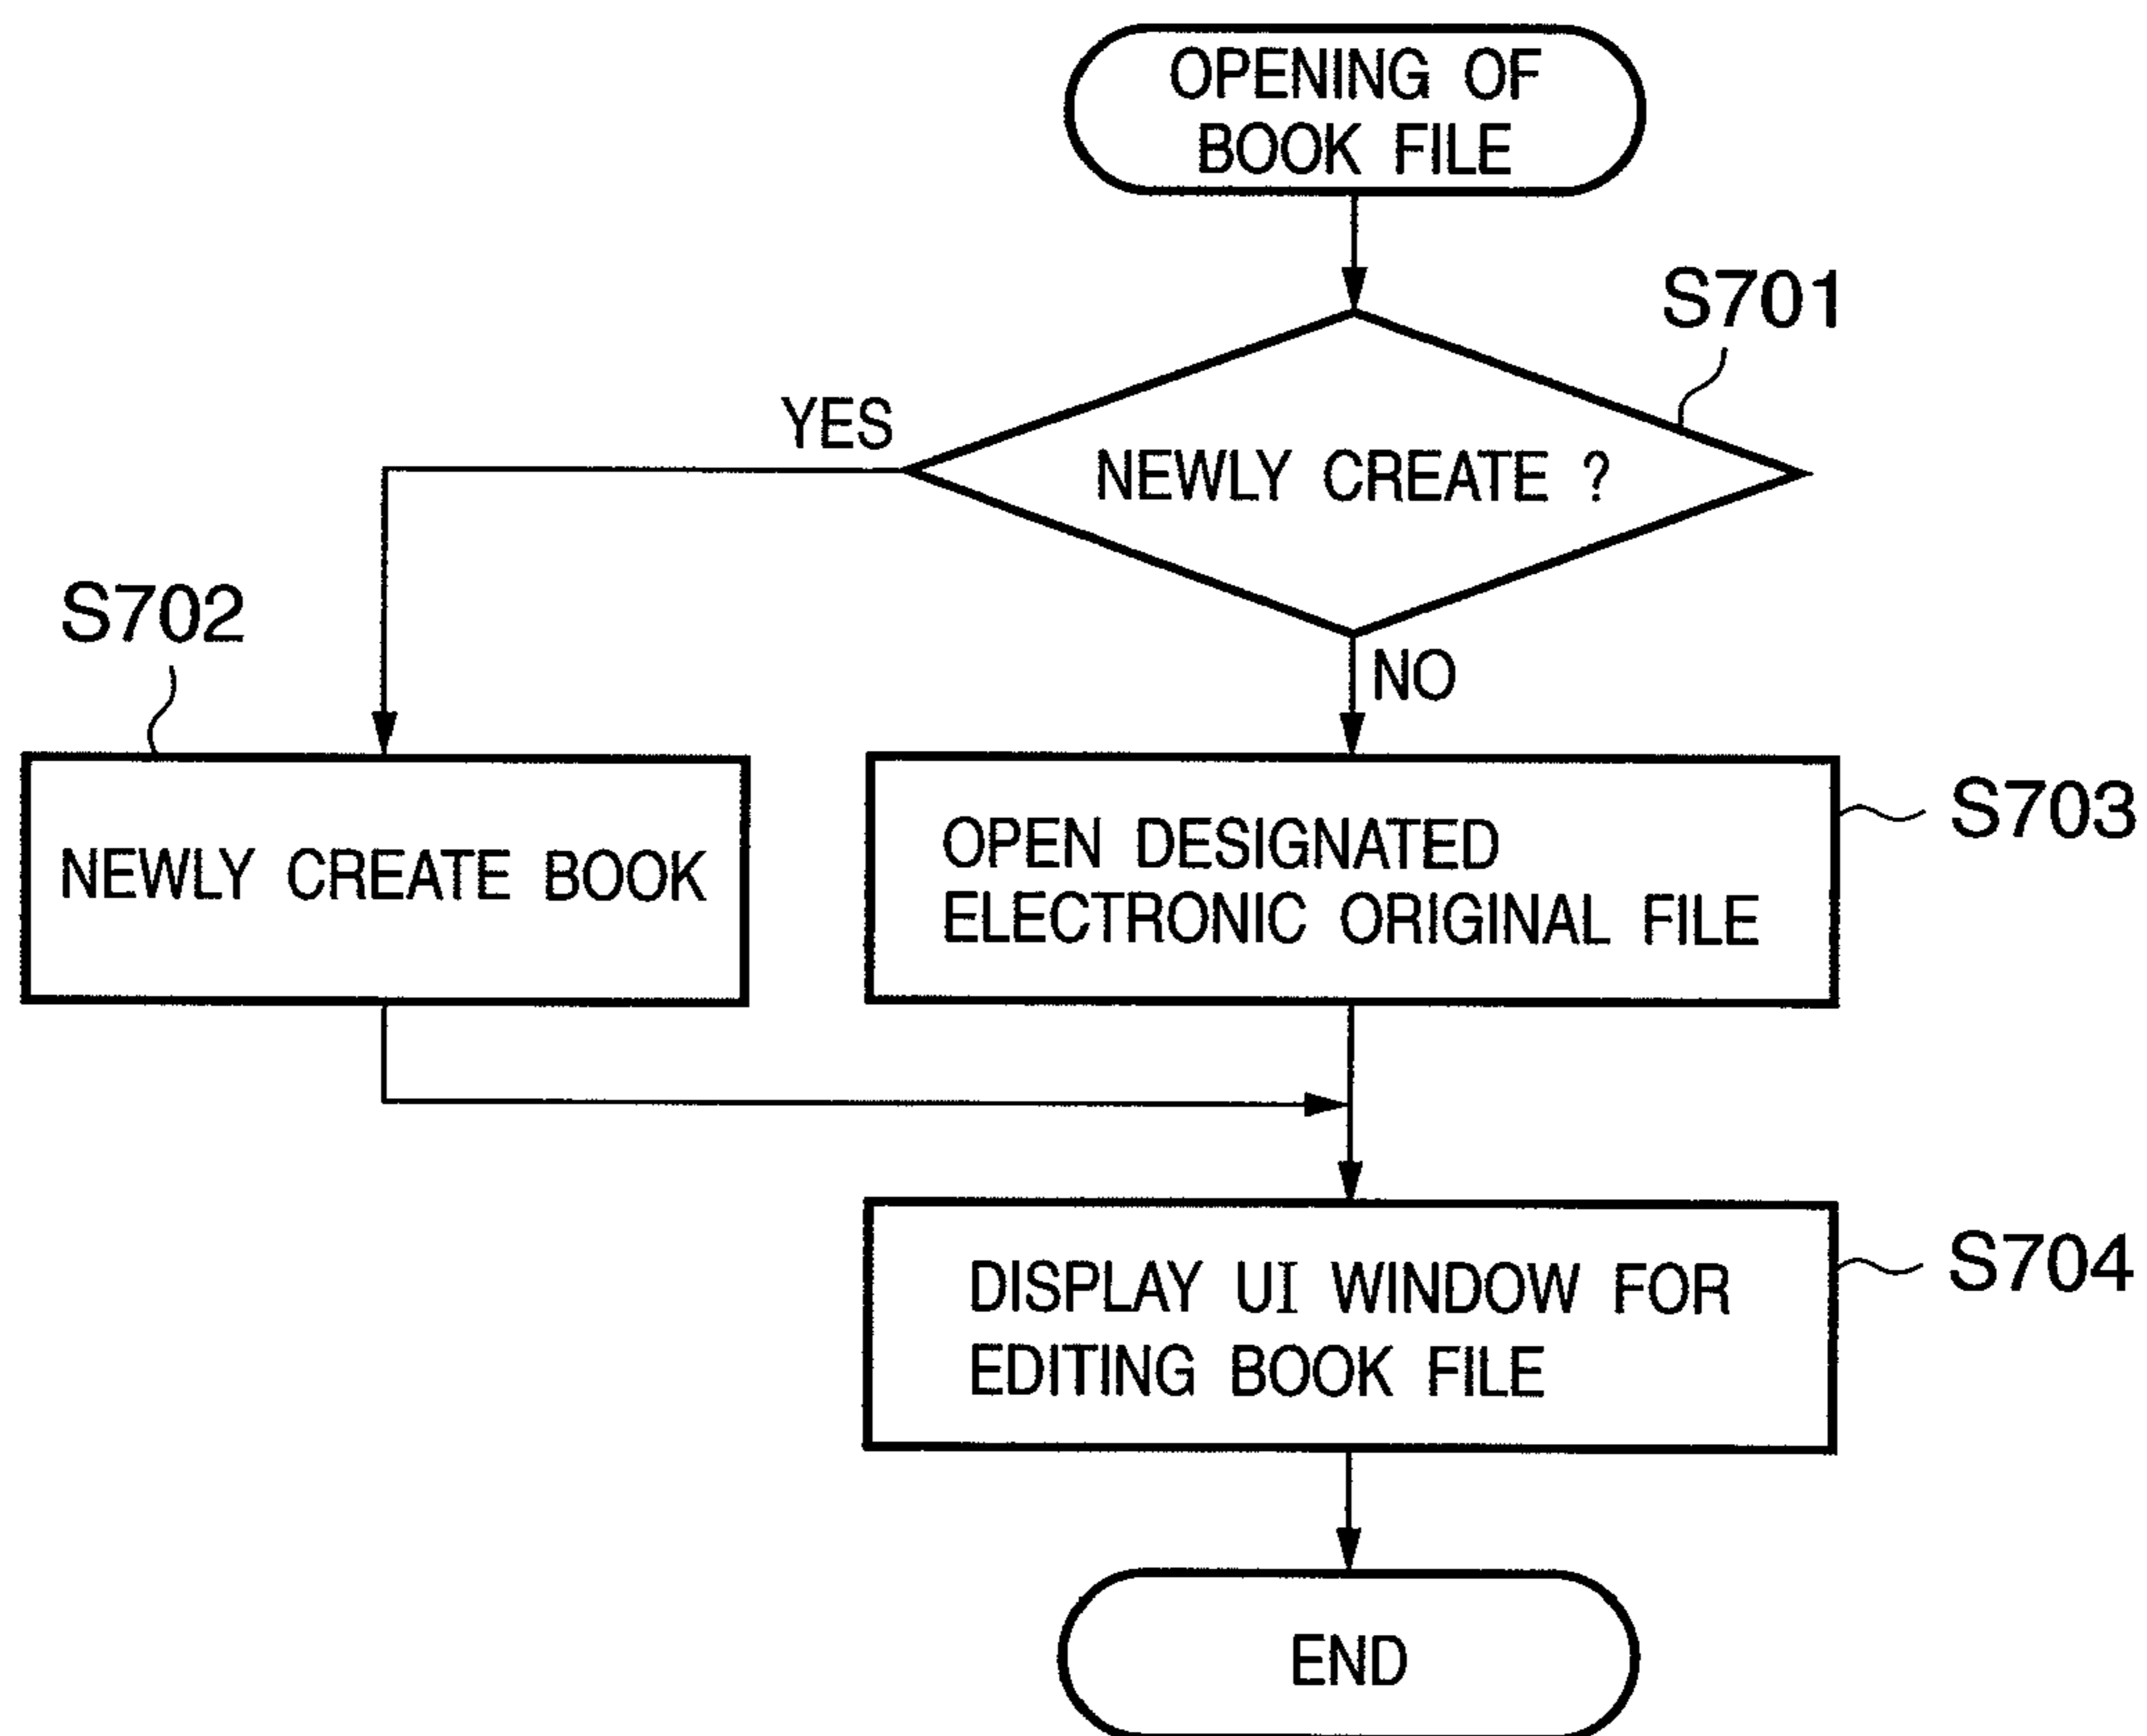 OPENING OF
BOOK FILE
S701
YES
NEWLY CREATE ?
S702
NO
NEWLY CREATE BOOK
OPEN DESIGNATED
ELECTRONIC ORIGINAL FILE
S703
DISPLAY UI WINDOW FOR
EDITING BOOK FILE
S704
END